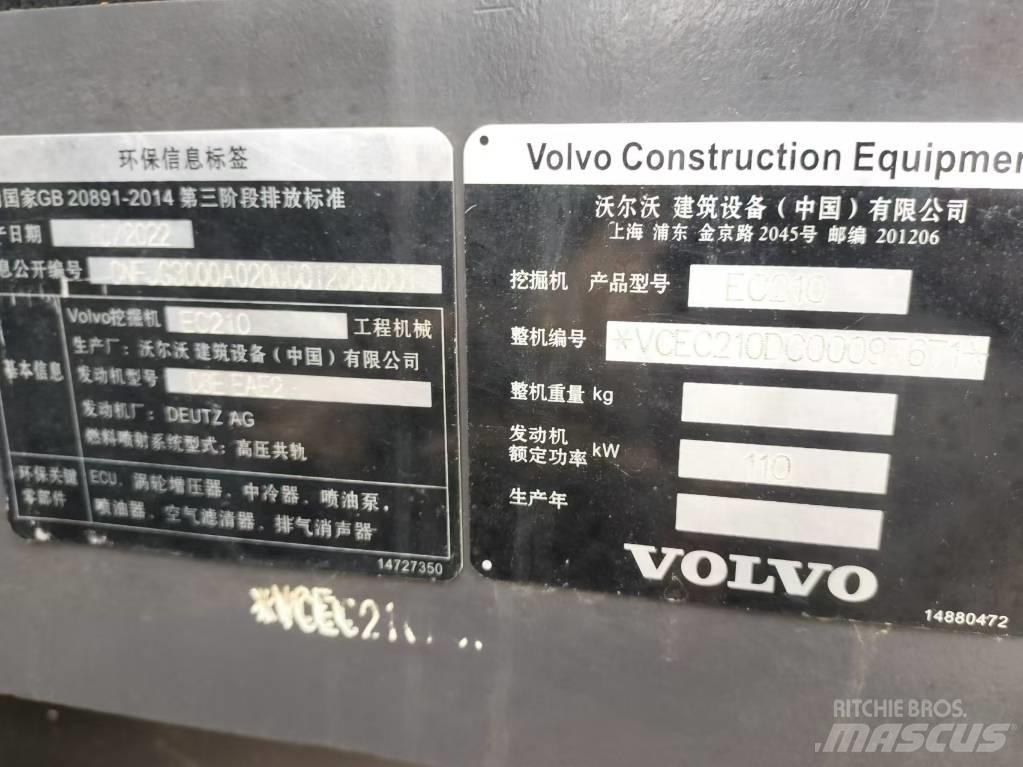 环保信息标签
国家GB 20891-2014 第三阶段排放标准
产日期 /2022
息公开编号
基本信息
Volvo挖掘机 EC210 工程机械
生产厂：沃尔沃 建筑设备（中国）有限公司
发动机型号
发动机厂：DEUTZ AG
燃料喷射系统型式：高压共轨
环保关键零部件
ECU、涡轮增压器、中冷器、喷油泵，
喷油器、空气滤清器、排气消声器
14727350
Volvo Construction Equipmen
沃尔沃 建筑设备（中国）有限公司
上海 浦东 金京路 2045号 邮编 201206
挖掘机 产品型号 EC210
整机编号
整机重量 kg
发动机
额定功率 kW 110
生产年
VOLVO
14880472
*VCEC210
RITCHIE BROS.
MASCUS